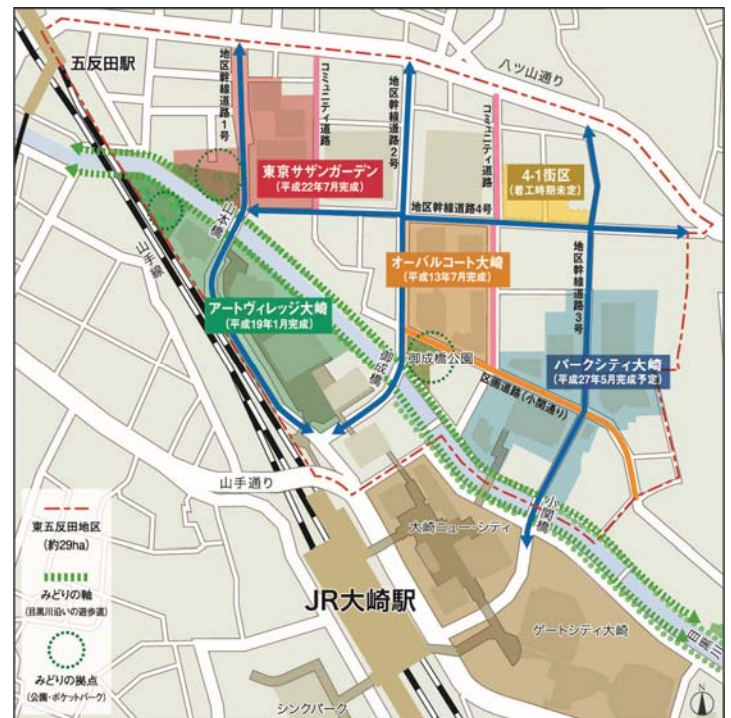 五反田駅
八ツ山通り
地区幹線道路1号
コミュニティ道路
地区幹線道路2号
コミュニティ道路
東京サザンガーデン
(平成22年7月完成)
4-1街区
(着工時期未定)
山本橋
地区幹線道路4号
山手線
オーバルコート大崎
(平成13年7月完成)
地区幹線道路3号
アートヴィレッジ大崎
(平成19年1月完成)
御成橋
御成橋公園
パークシティ大崎
(平成27年5月完成予定)
区画道路(小関通り)
山手通り
小関橋
大崎ニュー・シティ
東五反田地区
(約29ha)
みどりの軸
(目黒川沿いの遊歩道)
JR大崎駅
ゲートシティ大崎
目黒川
みどりの拠点
(公園・ポケットパーク)
シンクパーク
N